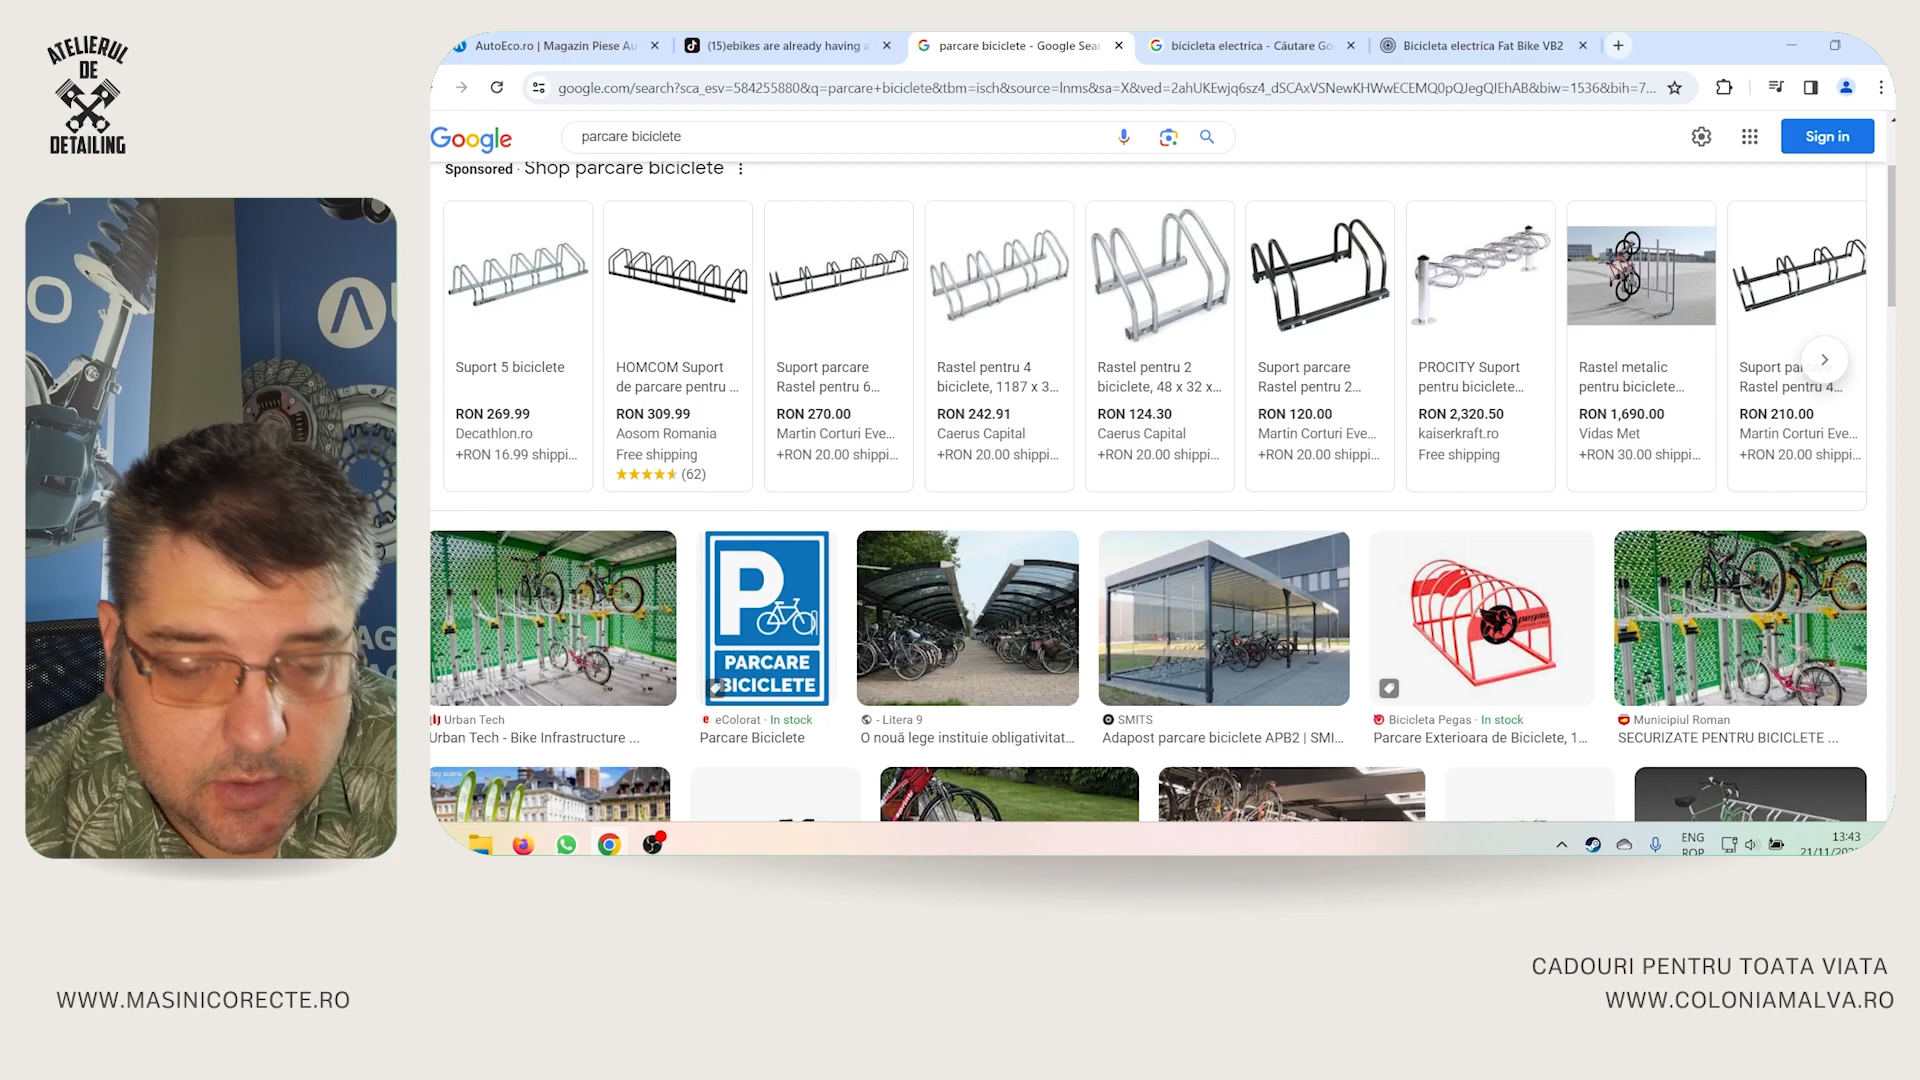 ATELIERUL
DE
DETAILING
AutoEco.ro | Magazin Piese Au
(15)ebikes are already having a
parcare biciclete - Google Sear
bicicleta electrica - Căutare Go
Bicicleta electrica Fat Bike VB2
google.com/search?sca_esv=584255880&q=parcare+biciclete&tbm=isch&source=lnms&sa=X&ved=2ahUKEwjq6sz4_dSCAxVSNewKHWwECEMQ0pQJegQIEhAB&biw=1536&bih=7...
Google
parcare biciclete
Sign in
Sponsored · Shop parcare biciclete
Suport 5 biciclete
RON 269.99
Decathlon.ro
+RON 16.99 shippi...
HOMCOM Suport
de parcare pentru ...
RON 309.99
Aosom Romania
Free shipping
(62)
Suport parcare
Rastel pentru 6...
RON 270.00
Martin Corturi Eve...
+RON 20.00 shippi...
Rastel pentru 4
biciclete, 1187 x 3...
RON 242.91
Caerus Capital
+RON 20.00 shippi...
Rastel pentru 2
biciclete, 48 x 32 x...
RON 124.30
Caerus Capital
+RON 20.00 shippi...
Suport parcare
Rastel pentru 2...
RON 120.00
Martin Corturi Eve...
+RON 20.00 shippi...
PROCITY Suport
pentru biciclete...
RON 2,320.50
kaiserkraft.ro
Free shipping
Rastel metalic
pentru biciclete...
RON 1,690.00
Vidas Met
+RON 30.00 shippi...
Suport parcare
Rastel pentru 4...
RON 210.00
Martin Corturi Eve...
+RON 20.00 shippi...
P
PARCARE
BICICLETE
pegas
Urban Tech
Urban Tech - Bike Infrastructure ...
eColorat · In stock
Parcare Biciclete
- Litera 9
O nouă lege instituie obligativitat...
SMITS
Adapost parcare biciclete APB2 | SMI...
Bicicleta Pegas · In stock
Parcare Exterioara de Biciclete, 1...
Municipiul Roman
SECURIZATE PENTRU BICICLETE ...
ENG
ROP
13:43
WWW.MASINICORECTE.RO
CADOURI PENTRU TOATA VIATA
WWW.COLONIAMALVA.RO